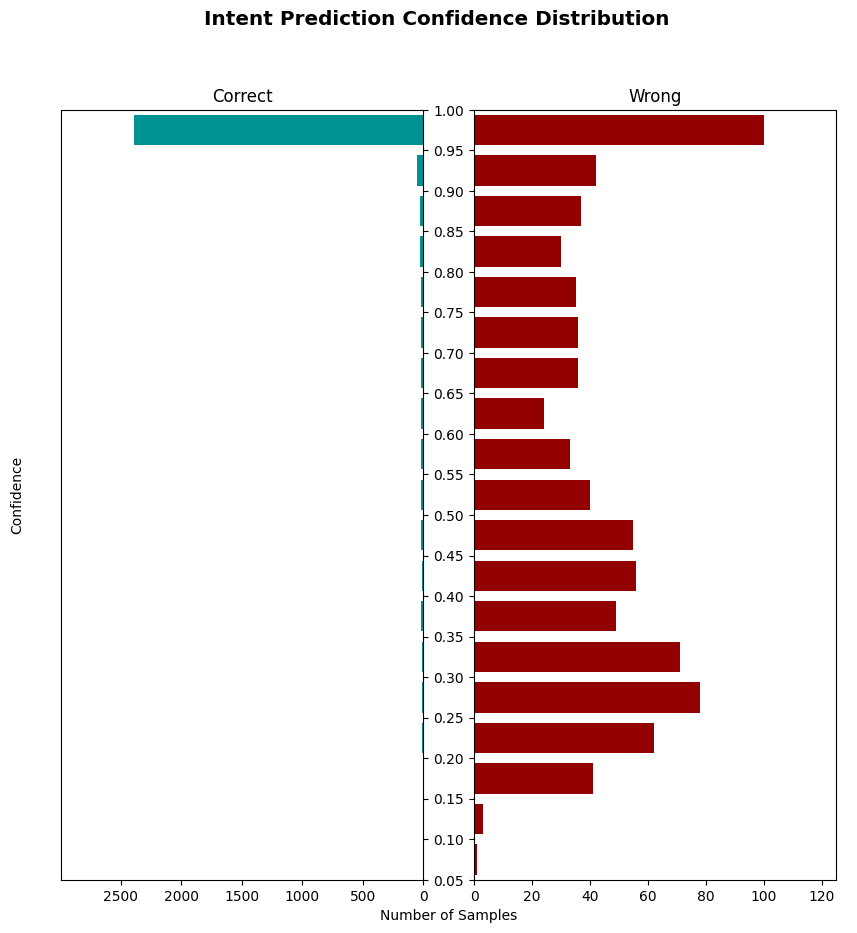 Intent Prediction Confidence Distribution
Correct
Wrong
1.00
0.95
0.90
0.85
0.80
0.75
0.70
0.65
0.60
0.55
0.50
0.45
0.40
0.35
0.30
0.25
0.20
0.15
0.10
0.05
Confidence
2500 2000 1500 1000 500 0
0 20 40 60 80 100 120
Number of Samples